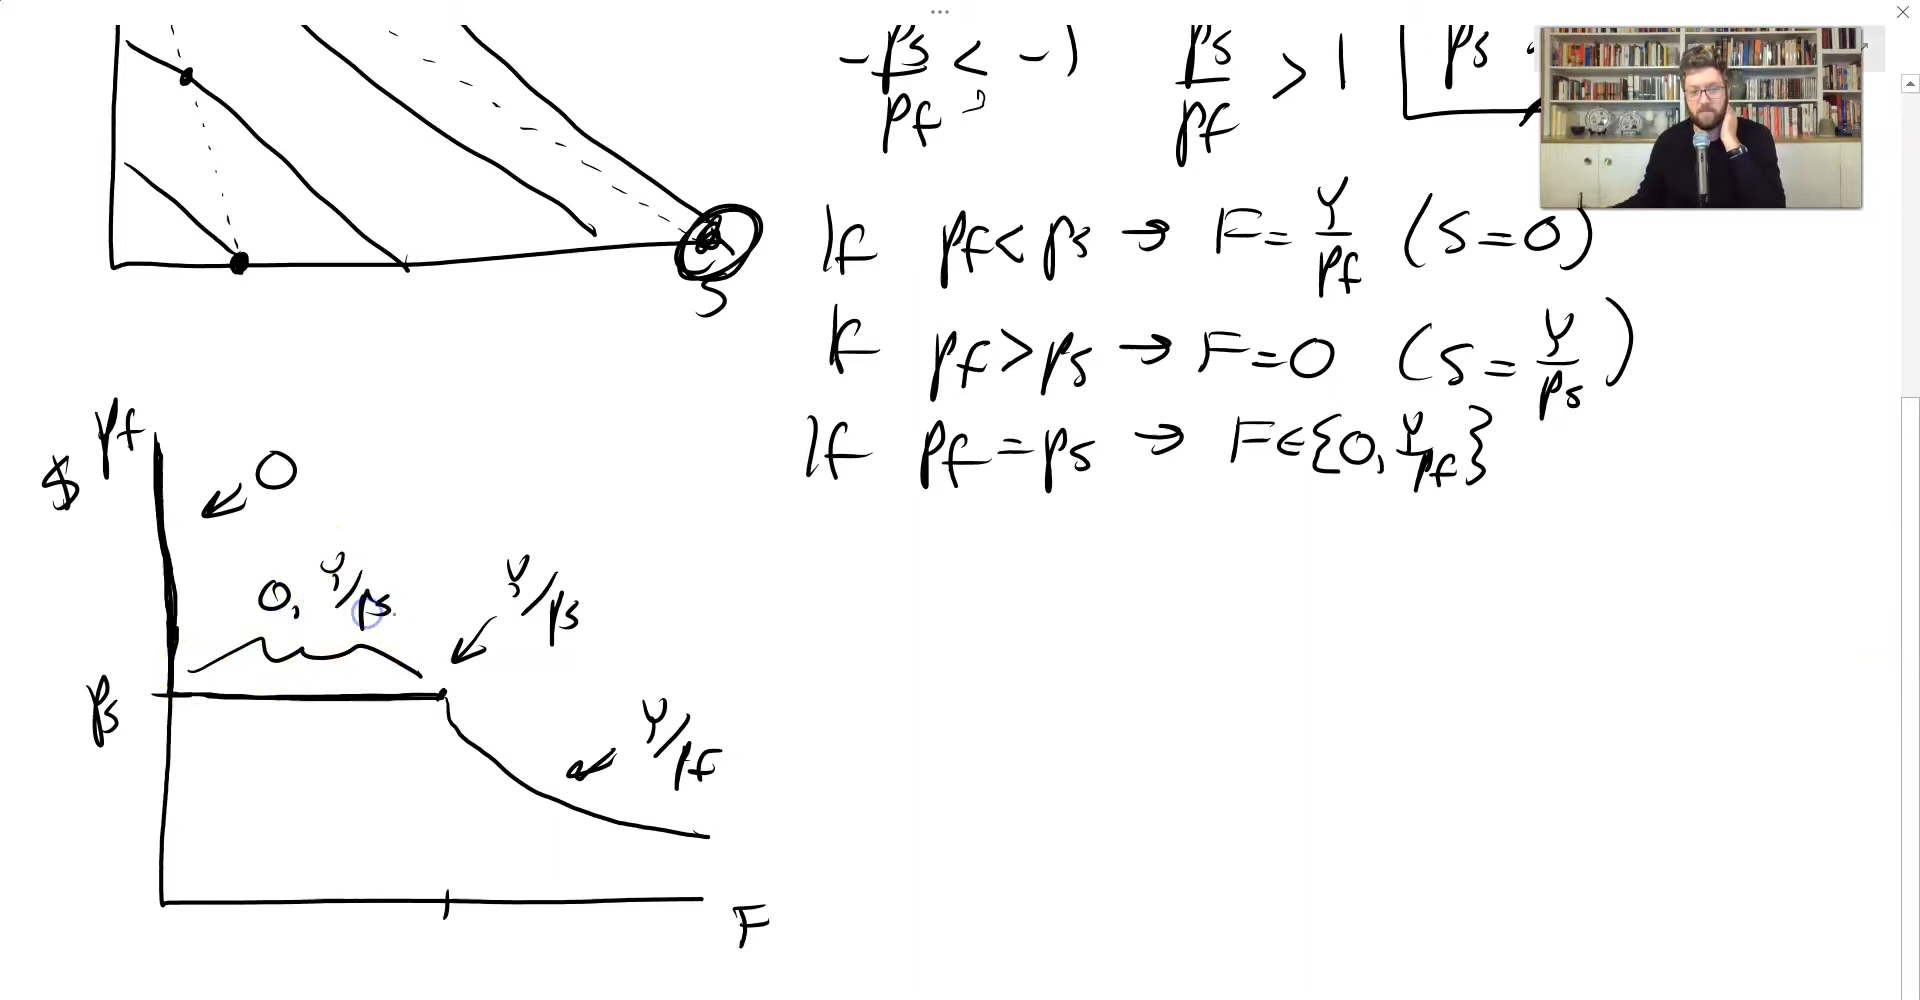 -ps/pf < -1
ps/pf > 1
ps
If pf < ps → F = Y/pf (S = 0)
If pf > ps → F = 0 (S = Y/ps)
If pf = ps → F ∈ {0, Y/pf}
S
pf
$
0
0, Y/ps
Y/ps
ps
Y/pf
F